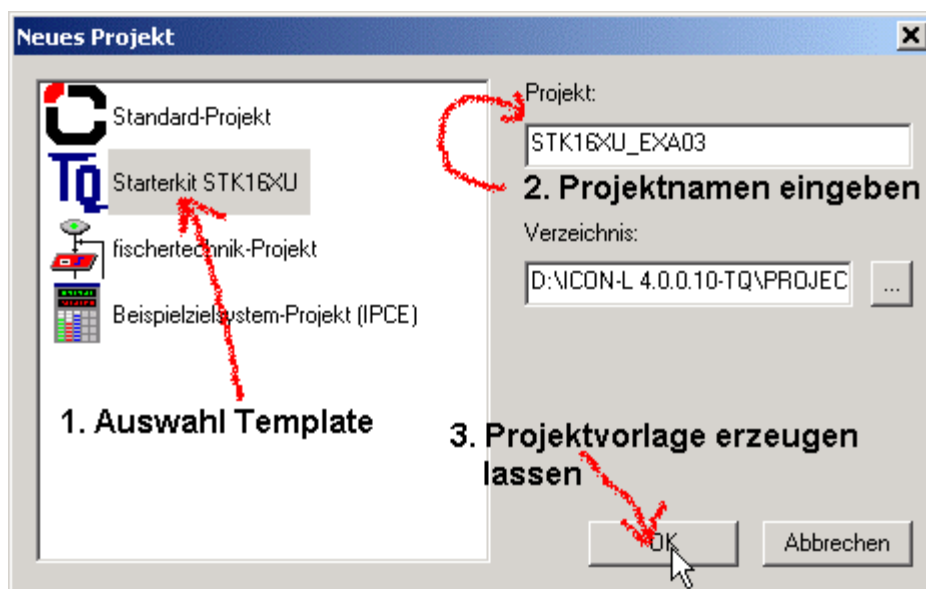 Neues Projekt
Standard-Projekt
TQ
Starterkit STK16XU
fischertechnik-Projekt
Beispielzielsystem-Projekt (IPCE)
1. Auswahl Template
Projekt:
STK16XU_EXA03
2. Projektnamen eingeben
Verzeichnis:
D:\ICON-L 4.0.0.10-TQ\PROJEC
...
3. Projektvorlage erzeugen
lassen
OK
Abbrechen